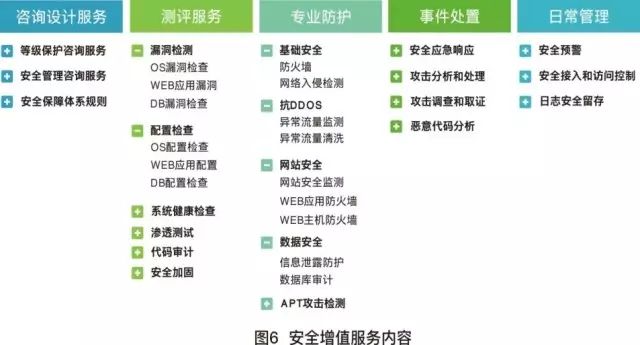 咨询设计服务
等级保护咨询服务
安全管理咨询服务
安全保障体系规则
测评服务
漏洞检测
OS漏洞检查
WEB应用漏洞
DB漏洞检查
配置检查
OS配置检查
WEB应用配置
DB配置检查
系统健康检查
渗透测试
代码审计
安全加固
专业防护
基础安全
防火墙
网络入侵检测
抗DDOS
异常流量监测
异常流量清洗
网站安全
网站安全监测
WEB应用防火墙
WEB主机防火墙
数据安全
信息泄露防护
数据库审计
APT攻击检测
事件处置
安全应急响应
攻击分析和处理
攻击调查和取证
恶意代码分析
日常管理
安全预警
安全接入和访问控制
日志安全留存
图6 安全增值服务内容